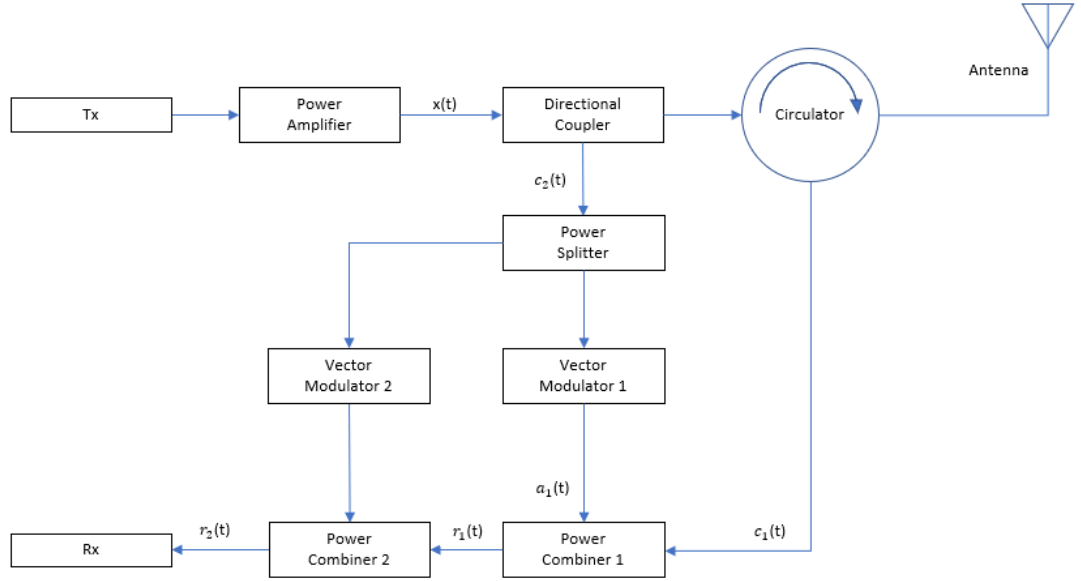 Antenna
Tx
Power
Amplifier
x(t)
Directional
Coupler
Circulator
c₂(t)
Power
Splitter
Vector
Modulator 2
Vector
Modulator 1
a₁(t)
Rx
r₂(t)
Power
Combiner 2
r₁(t)
Power
Combiner 1
c₁(t)